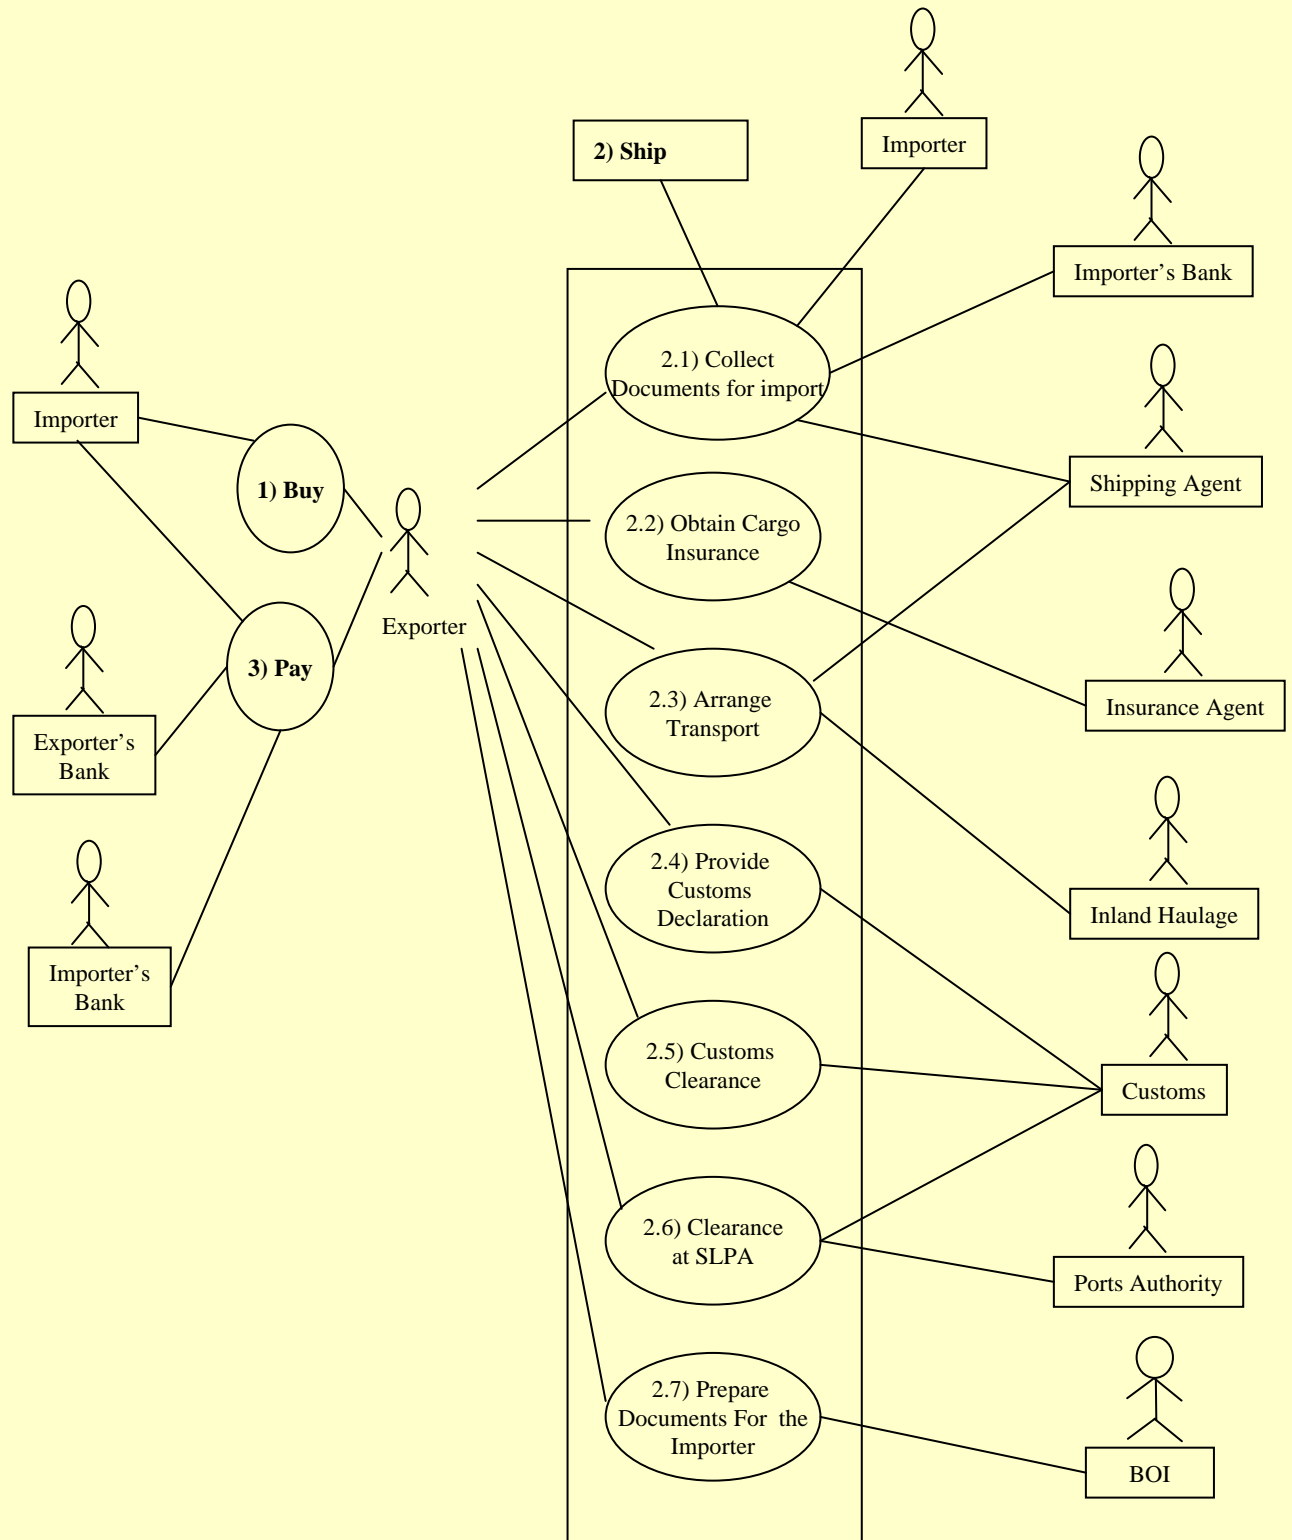 Importer
2) Ship
Importer's Bank
2.1) Collect
Documents for import
Importer
Shipping Agent
1) Buy
2.2) Obtain Cargo
Insurance
Exporter
3) Pay
2.3) Arrange
Transport
Insurance Agent
Exporter's
Bank
2.4) Provide
Customs
Declaration
Inland Haulage
Importer's
Bank
2.5) Customs
Clearance
Customs
2.6) Clearance
at SLPA
Ports Authority
2.7) Prepare
Documents For  the
Importer
BOI